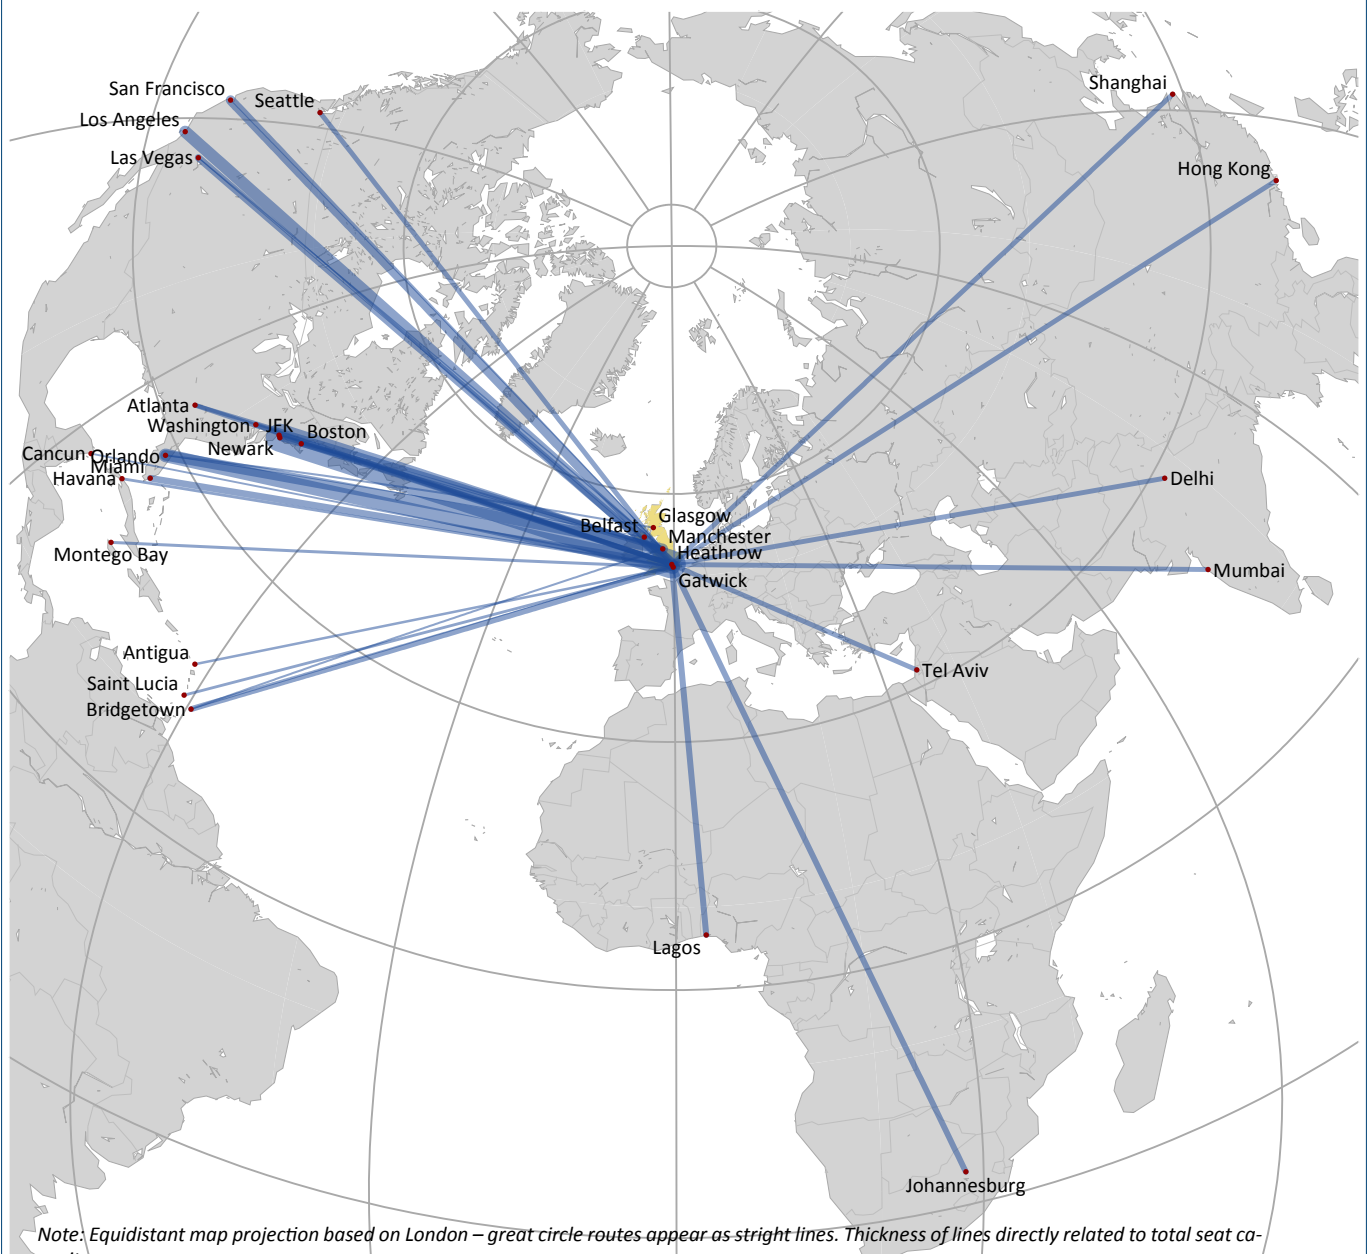 San Francisco
Seattle
Los Angeles
Las Vegas
Shanghai
Hong Kong
Atlanta
Washington
JFK
Boston
Newark
Cancun
Orlando
Miami
Havana
Montego Bay
Belfast
Glasgow
Manchester
Heathrow
Gatwick
Delhi
Mumbai
Tel Aviv
Antigua
Saint Lucia
Bridgetown
Lagos
Johannesburg
Note: Equidistant map projection based on London – great circle routes appear as stright lines. Thickness of lines directly related to total seat ca-